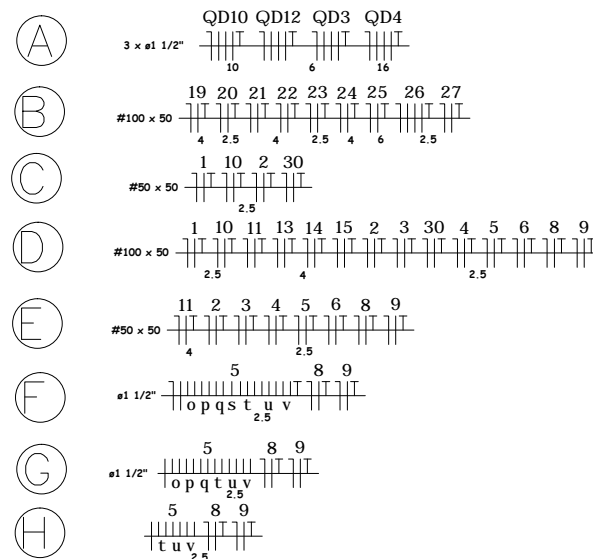 A
QD10 QD12 QD3 QD4
3 x ø1 1/2"
10 6 16
B
19 20 21 22 23 24 25 26 27
#100 x 50
4 2.5 4 2.5 4 6 2.5
C
1 10 2 30
#50 x 50
2.5
D
1 10 11 13 14 15 2 3 30 4 5 6 8 9
#100 x 50
2.5 4 2.5
E
11 2 3 4 5 6 8 9
#50 x 50
4 2.5
F
5 8 9
ø1 1/2"
o p q s t u v
2.5
G
5 8 9
ø1 1/2"
o p q t u v
2.5
H
5 8 9
t u v
2.5